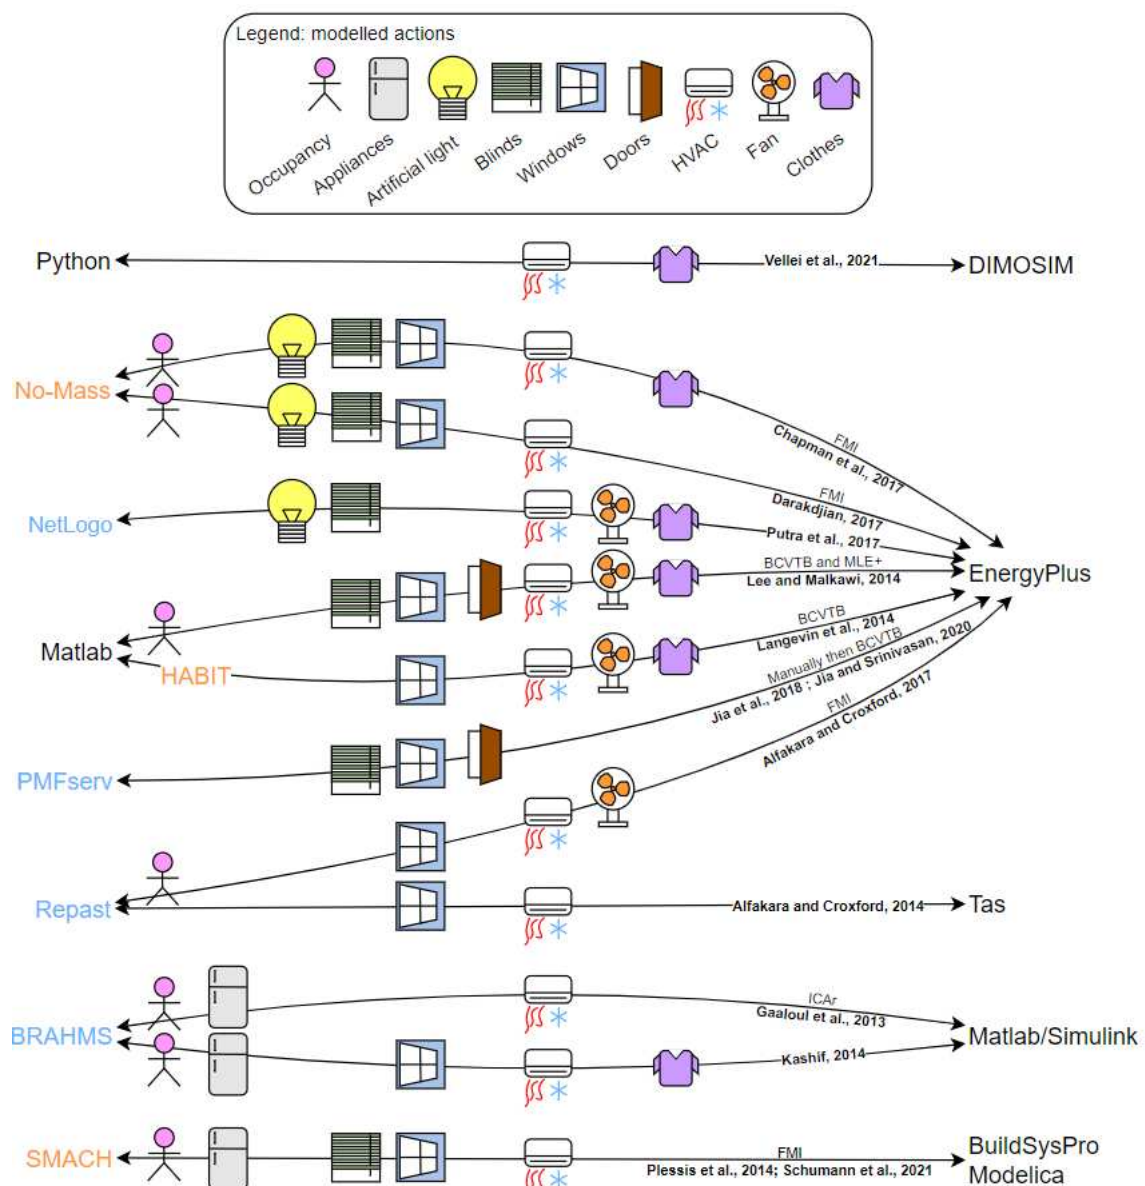 Legend: modelled actions
Occupancy
Appliances
Artificial light
Blinds
Windows
Doors
HVAC
Fan
Clothes
Python
Vellei et al., 2021
DIMOSIM
No-Mass
FMI
Chapman et al., 2017
FMI
Darakdjian, 2017
NetLogo
Putra et al., 2017
BCVTB and MLE+
Lee and Malkawi, 2014
EnergyPlus
Matlab
HABIT
BCVTB
Langevin et al., 2014
Manually then BCVTB
Jia et al., 2018 ; Jia and Srinivasan, 2020
PMFserv
FMI
Alfakara and Croxford, 2017
Repast
Alfakara and Croxford, 2014
Tas
BRAHMS
ICAr
Gaaloul et al., 2013
Matlab/Simulink
Kashif, 2014
SMACH
FMI
Plessis et al., 2014; Schumann et al., 2021
BuildSysPro
Modelica